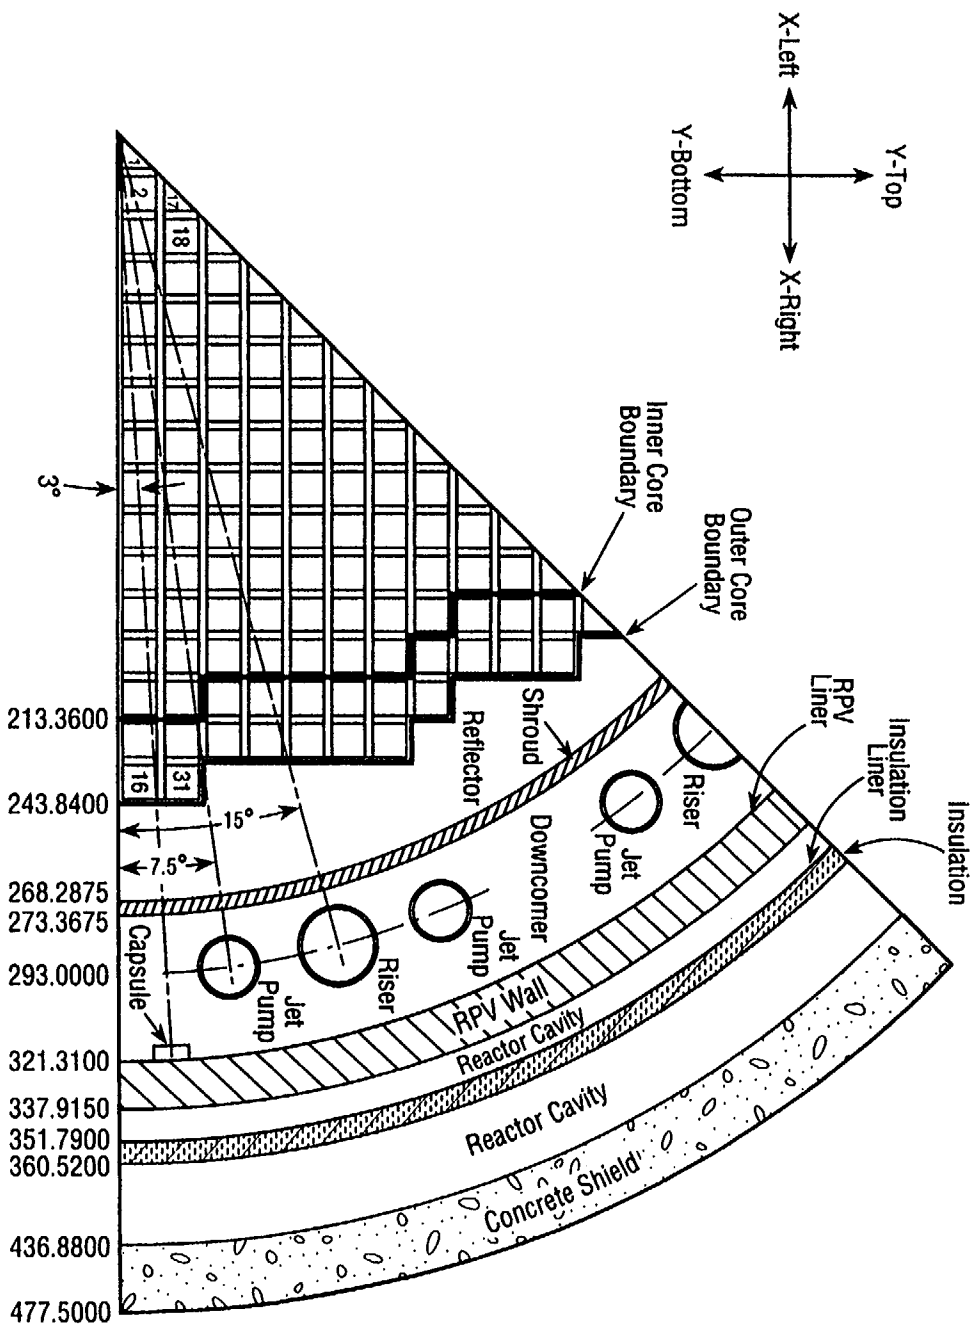 X-Left
X-Right
Y-Top
Y-Bottom
1
2
17
18
3°
Inner Core
Boundary
Outer Core
Boundary
RPV
Liner
Insulation
Liner
Insulation
Shroud
Reflector
Riser
Jet
Pump
Downcomer
Jet
Pump
Riser
Jet
Pump
Capsule
16
31
15°
7.5°
RPV Wall
Reactor Cavity
Reactor Cavity
Concrete Shield
213.3600
243.8400
268.2875
273.3675
293.0000
321.3100
337.9150
351.7900
360.5200
436.8800
477.5000